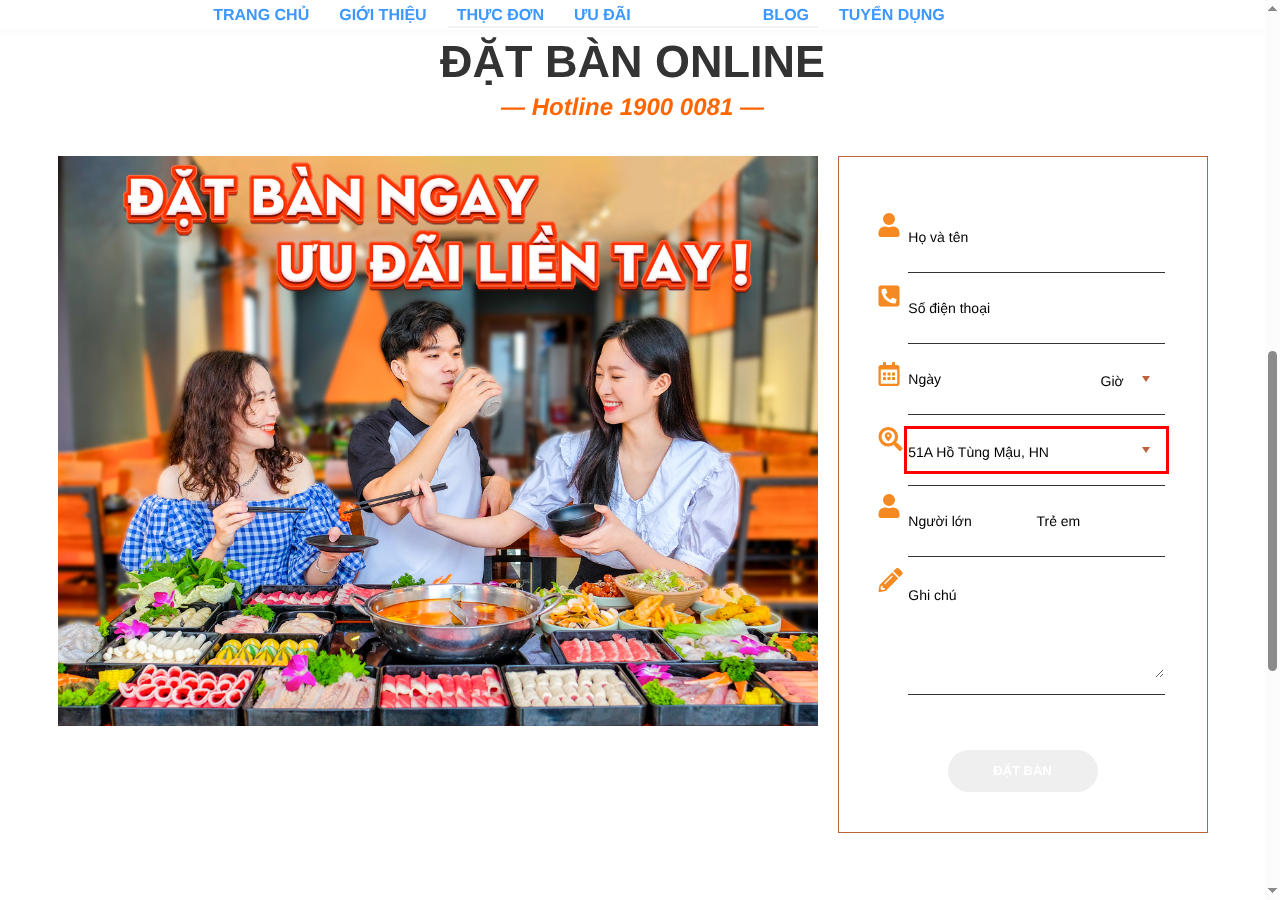 TRANG CHỦ GIỚI THIỆU THỰC ĐƠN ƯU ĐÃI BLOG TUYỂN DỤNG
ĐẶT BÀN ONLINE
— Hotline 1900 0081 —
ĐẶT BÀN NGAY
ƯU ĐÃI LIỀN TAY !
Họ và tên
Số điện thoại
Ngày Giờ
51A Hồ Tùng Mậu, HN
Người lớn Trẻ em
Ghi chú
ĐẶT BÀN